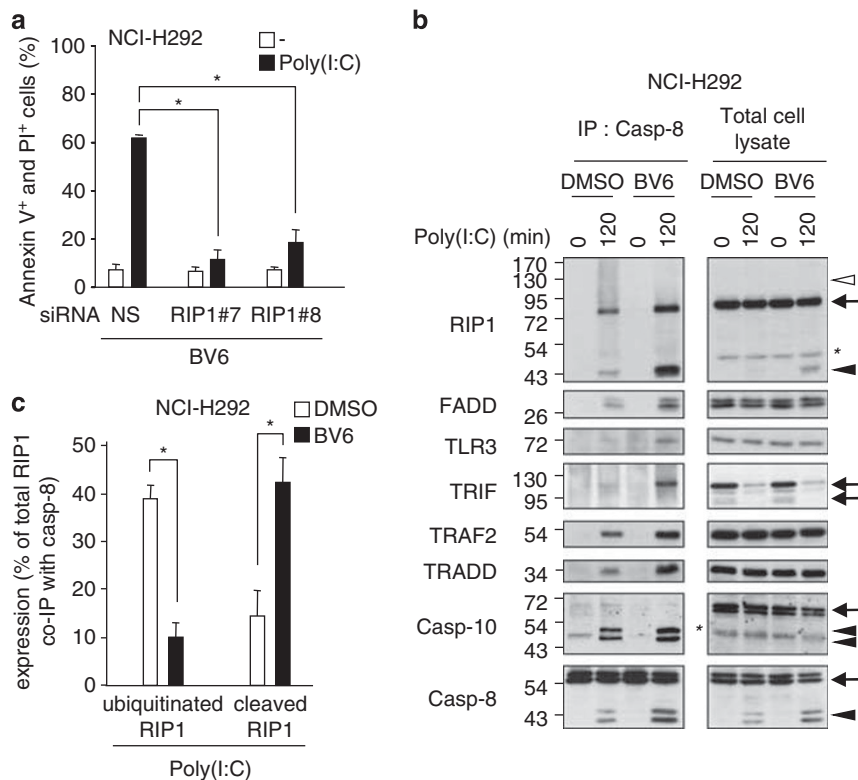 a
NCI-H292
-
Poly(I:C)
Annexin V+ and PI+ cells (%)
100
80
60
40
20
0
*
*
siRNA NS RIP1#7 RIP1#8
BV6
b
NCI-H292
IP : Casp-8
Total cell lysate
DMSO BV6 DMSO BV6
Poly(I:C) (min) 0 120 0 120 0 120 0 120
RIP1
170
130
95
72
54
43
*
FADD
26
TLR3
72
TRIF
130
95
TRAF2
54
TRADD
34
Casp-10
72
54
43
*
Casp-8
54
43
c
NCI-H292
DMSO
BV6
expression (% of total RIP1
co-IP with casp-8)
50
40
30
20
10
0
*
*
ubiquitinated RIP1
cleaved RIP1
Poly(I:C)